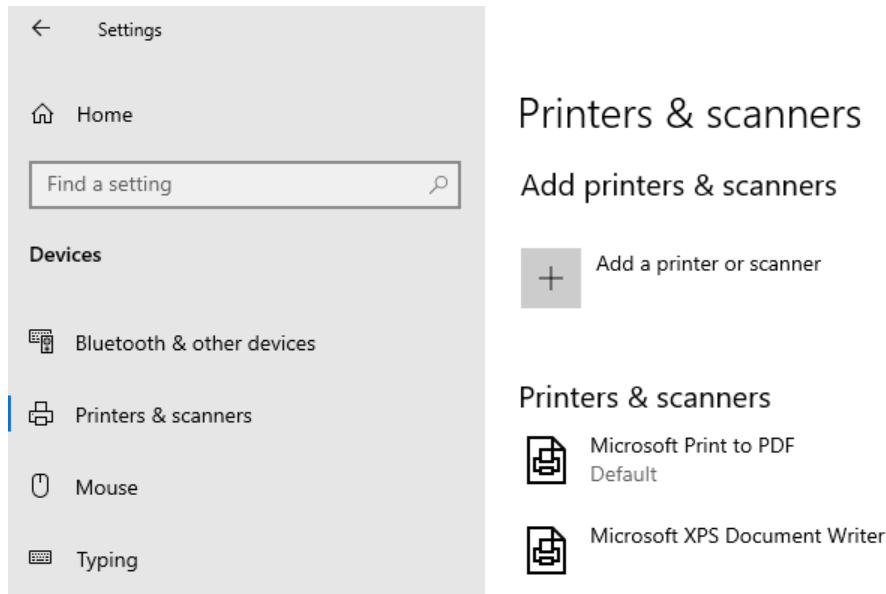 Settings
Home
Find a setting
Devices
Bluetooth & other devices
Printers & scanners
Mouse
Typing
Printers & scanners
Add printers & scanners
Add a printer or scanner
Printers & scanners
Microsoft Print to PDF
Default
Microsoft XPS Document Writer